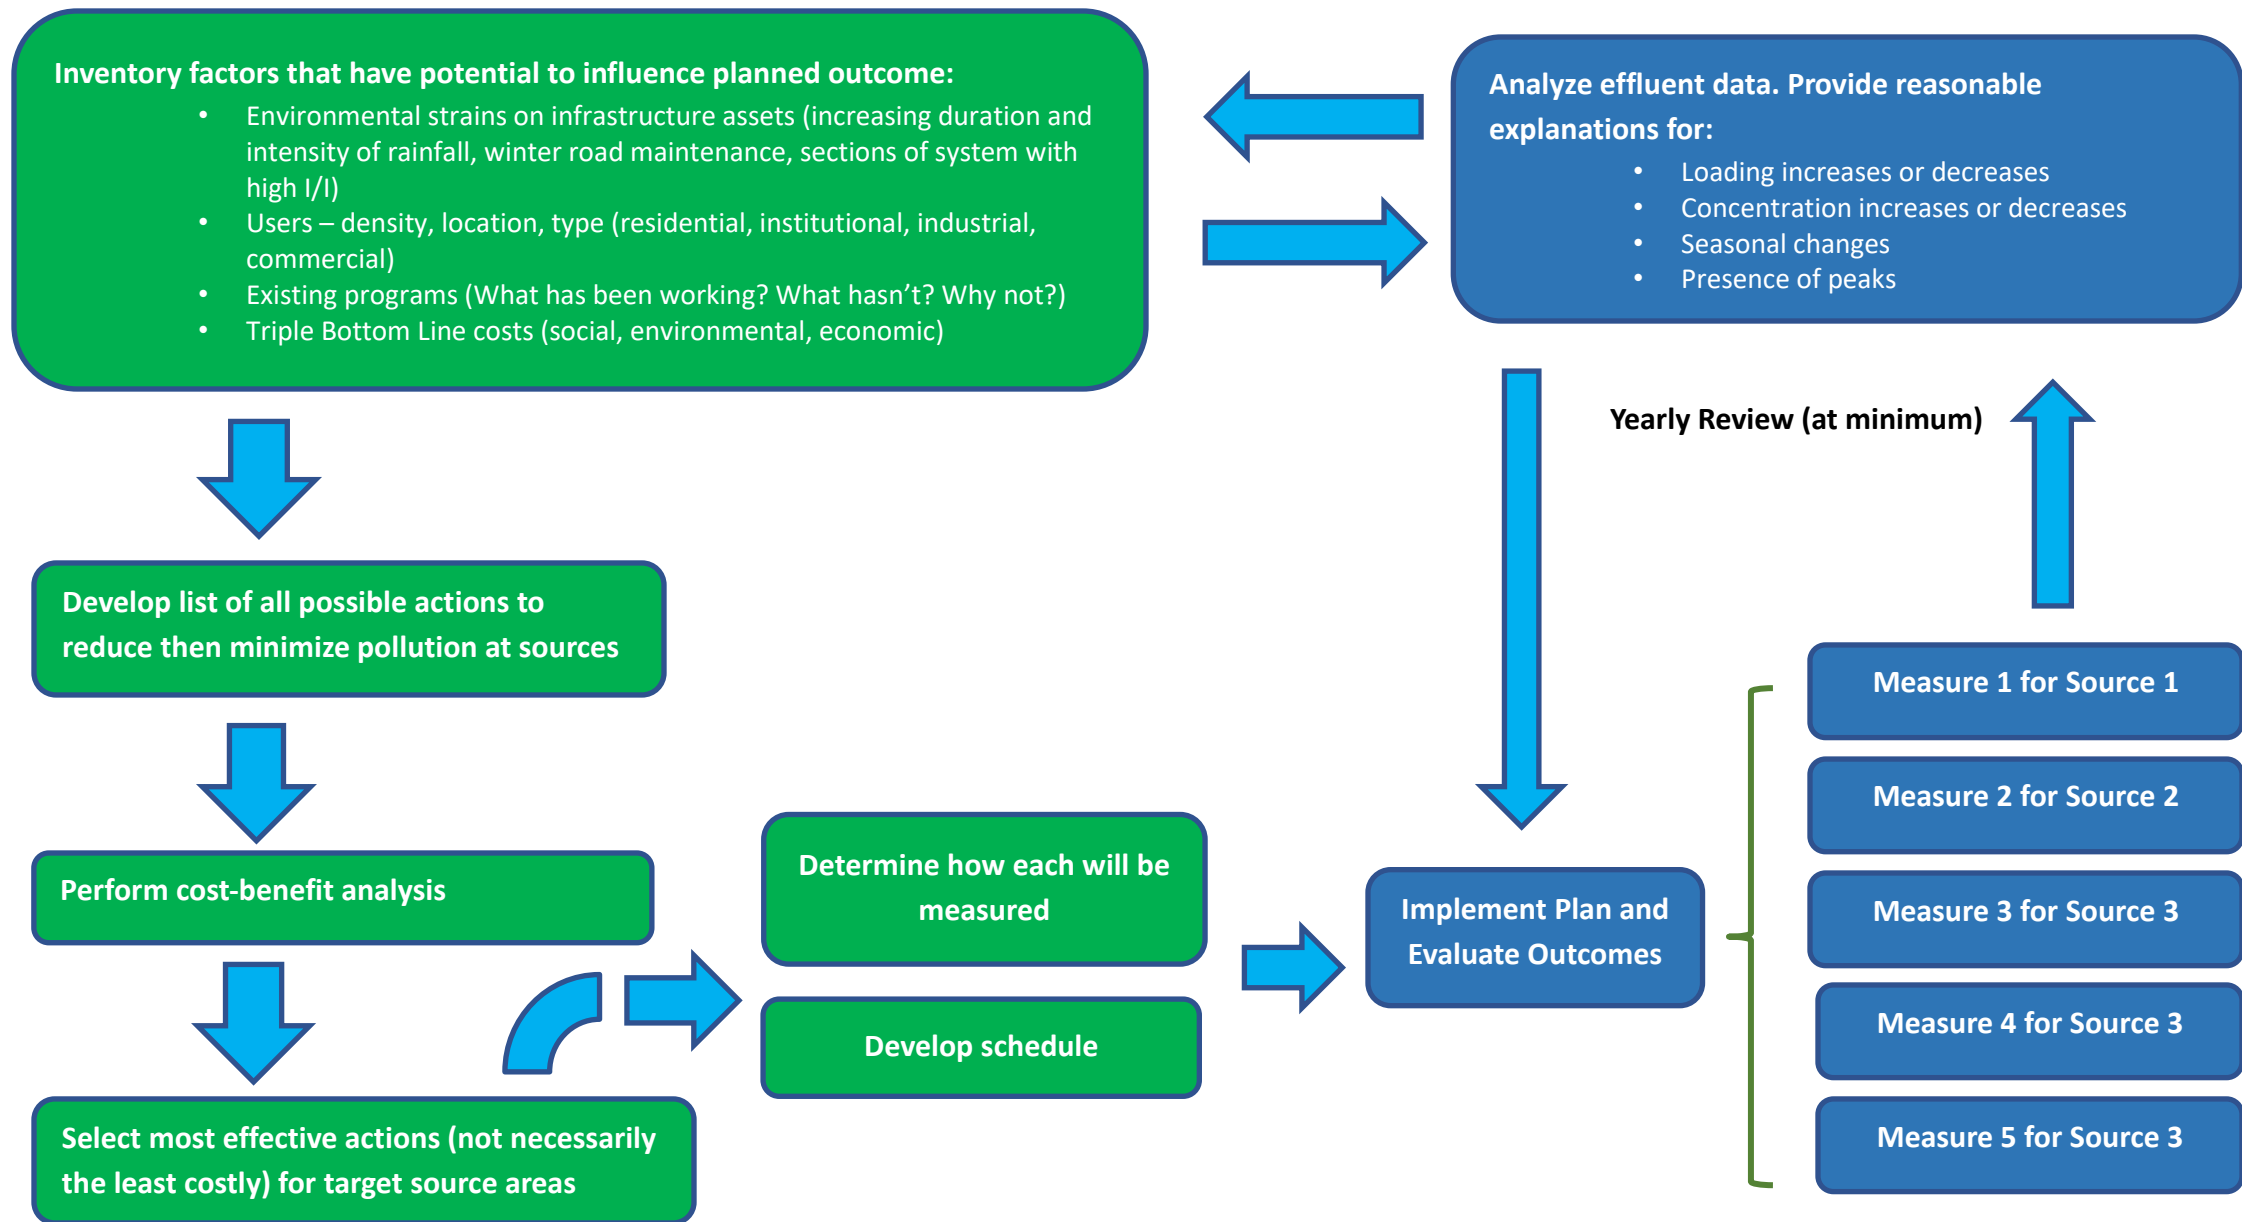 Inventory factors that have potential to influence planned outcome:
• Environmental strains on infrastructure assets (increasing duration and
intensity of rainfall, winter road maintenance, sections of system with
high I/I)
• Users – density, location, type (residential, institutional, industrial,
commercial)
• Existing programs (What has been working? What hasn’t? Why not?)
• Triple Bottom Line costs (social, environmental, economic)
Analyze effluent data. Provide reasonable
explanations for:
• Loading increases or decreases
• Concentration increases or decreases
• Seasonal changes
• Presence of peaks
Yearly Review (at minimum)
Develop list of all possible actions to
reduce then minimize pollution at sources
Perform cost-benefit analysis
Select most effective actions (not necessarily
the least costly) for target source areas
Determine how each will be
measured
Develop schedule
Implement Plan and
Evaluate Outcomes
Measure 1 for Source 1
Measure 2 for Source 2
Measure 3 for Source 3
Measure 4 for Source 3
Measure 5 for Source 3